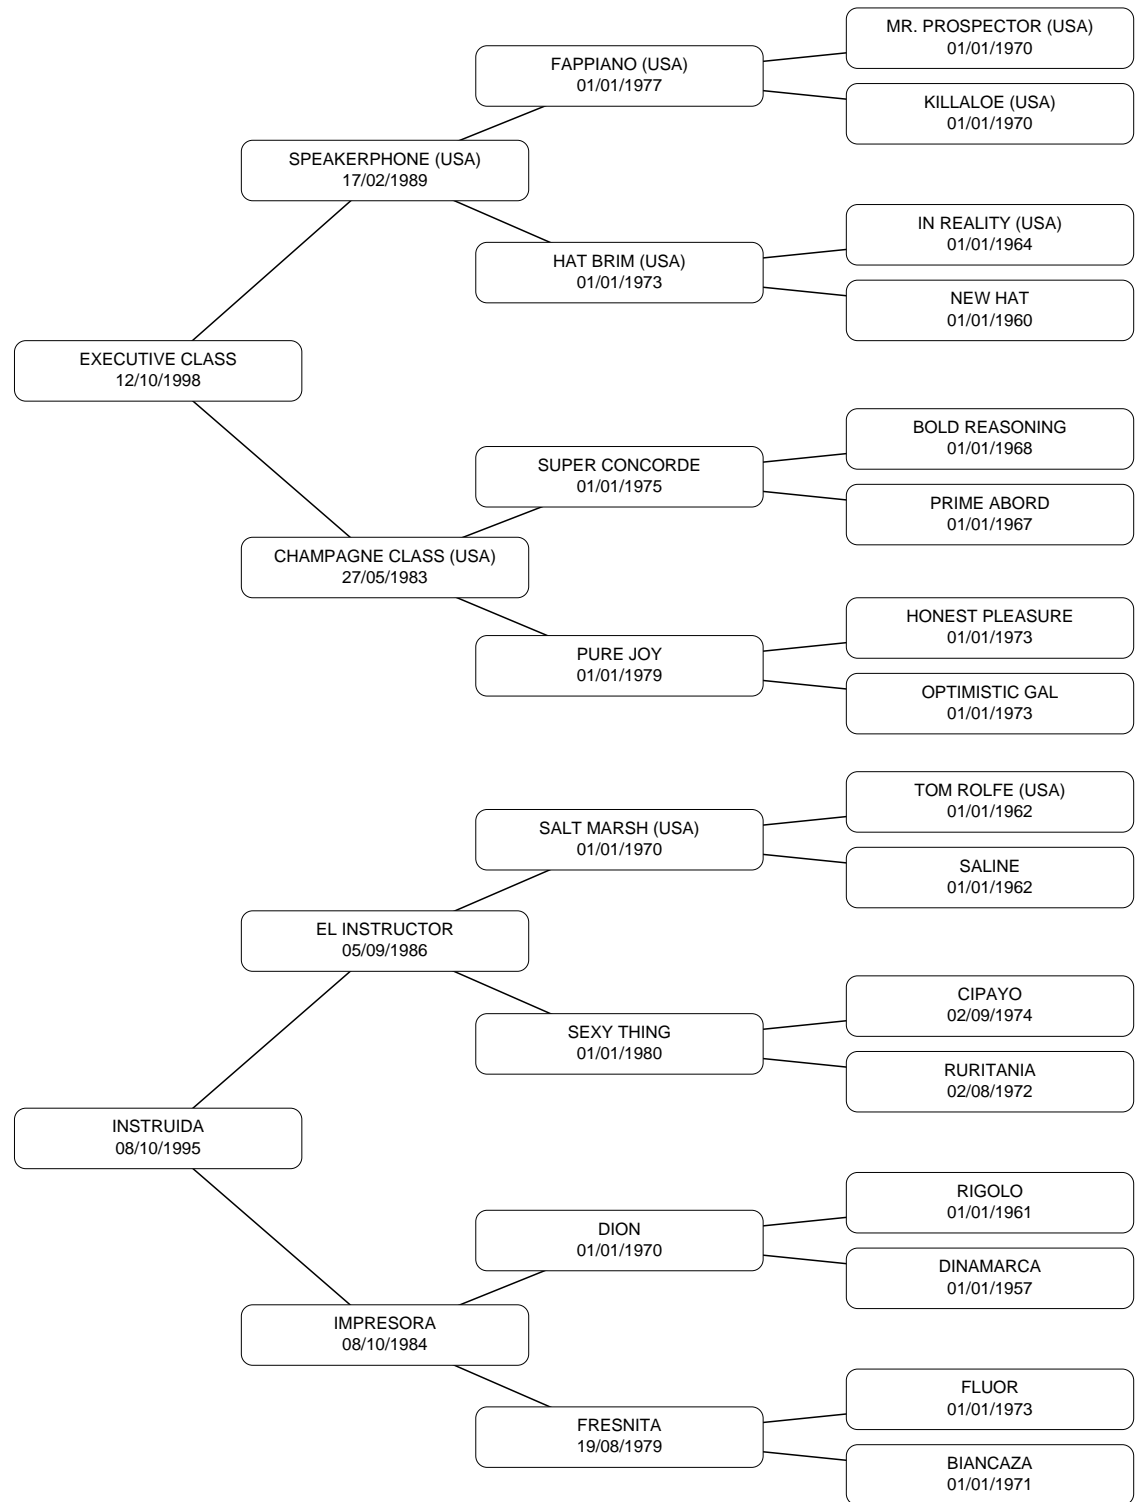 MR. PROSPECTOR (USA)
01/01/1970
FAPPIANO (USA)
01/01/1977
KILLALOE (USA)
01/01/1970
SPEAKERPHONE (USA)
17/02/1989
IN REALITY (USA)
01/01/1964
HAT BRIM (USA)
01/01/1973
NEW HAT
01/01/1960
EXECUTIVE CLASS
12/10/1998
BOLD REASONING
01/01/1968
SUPER CONCORDE
01/01/1975
PRIME ABORD
01/01/1967
CHAMPAGNE CLASS (USA)
27/05/1983
HONEST PLEASURE
01/01/1973
PURE JOY
01/01/1979
OPTIMISTIC GAL
01/01/1973
TOM ROLFE (USA)
01/01/1962
SALT MARSH (USA)
01/01/1970
SALINE
01/01/1962
EL INSTRUCTOR
05/09/1986
CIPAYO
02/09/1974
SEXY THING
01/01/1980
RURITANIA
02/08/1972
INSTRUIDA
08/10/1995
RIGOLO
01/01/1961
DION
01/01/1970
DINAMARCA
01/01/1957
IMPRESORA
08/10/1984
FLUOR
01/01/1973
FRESNITA
19/08/1979
BIANCAZA
01/01/1971